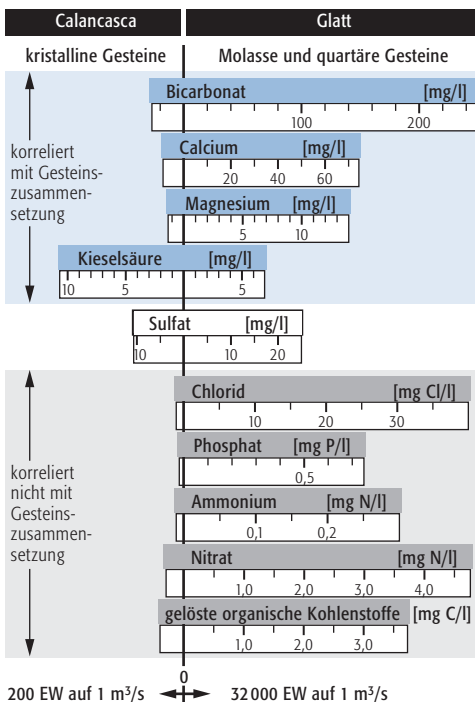 Calancasca Glatt
kristalline Gesteine Molasse und quartäre Gesteine
Bicarbonat [mg/l]
100 200
korreliert
mit Gesteins-
zusammen-
setzung
Calcium [mg/l]
20 40 60
Magnesium [mg/l]
5 10
Kieselsäure [mg/l]
10 5 5
Sulfat [mg/l]
10 10 20
korreliert
nicht mit
Gesteins-
zusammen-
setzung
Chlorid [mg Cl/l]
10 20 30
Phosphat [mg P/l]
0,5
Ammonium [mg N/l]
0,1 0,2
Nitrat [mg N/l]
1,0 2,0 3,0 4,0
gelöste organische Kohlenstoffe [mg C/l]
1,0 2,0 3,0
0
200 EW auf 1 m³/s 32 000 EW auf 1 m³/s